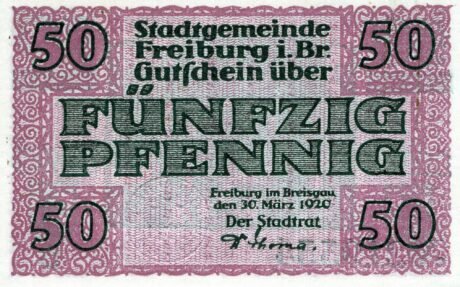 50 Stadtgemeinde 50
Freiburg i. Br.
Gutschein über
FÜNFZIG
PFENNIG
Freiburg im Breisgau
den 30. März 1920
Der Stadtrat
50 50